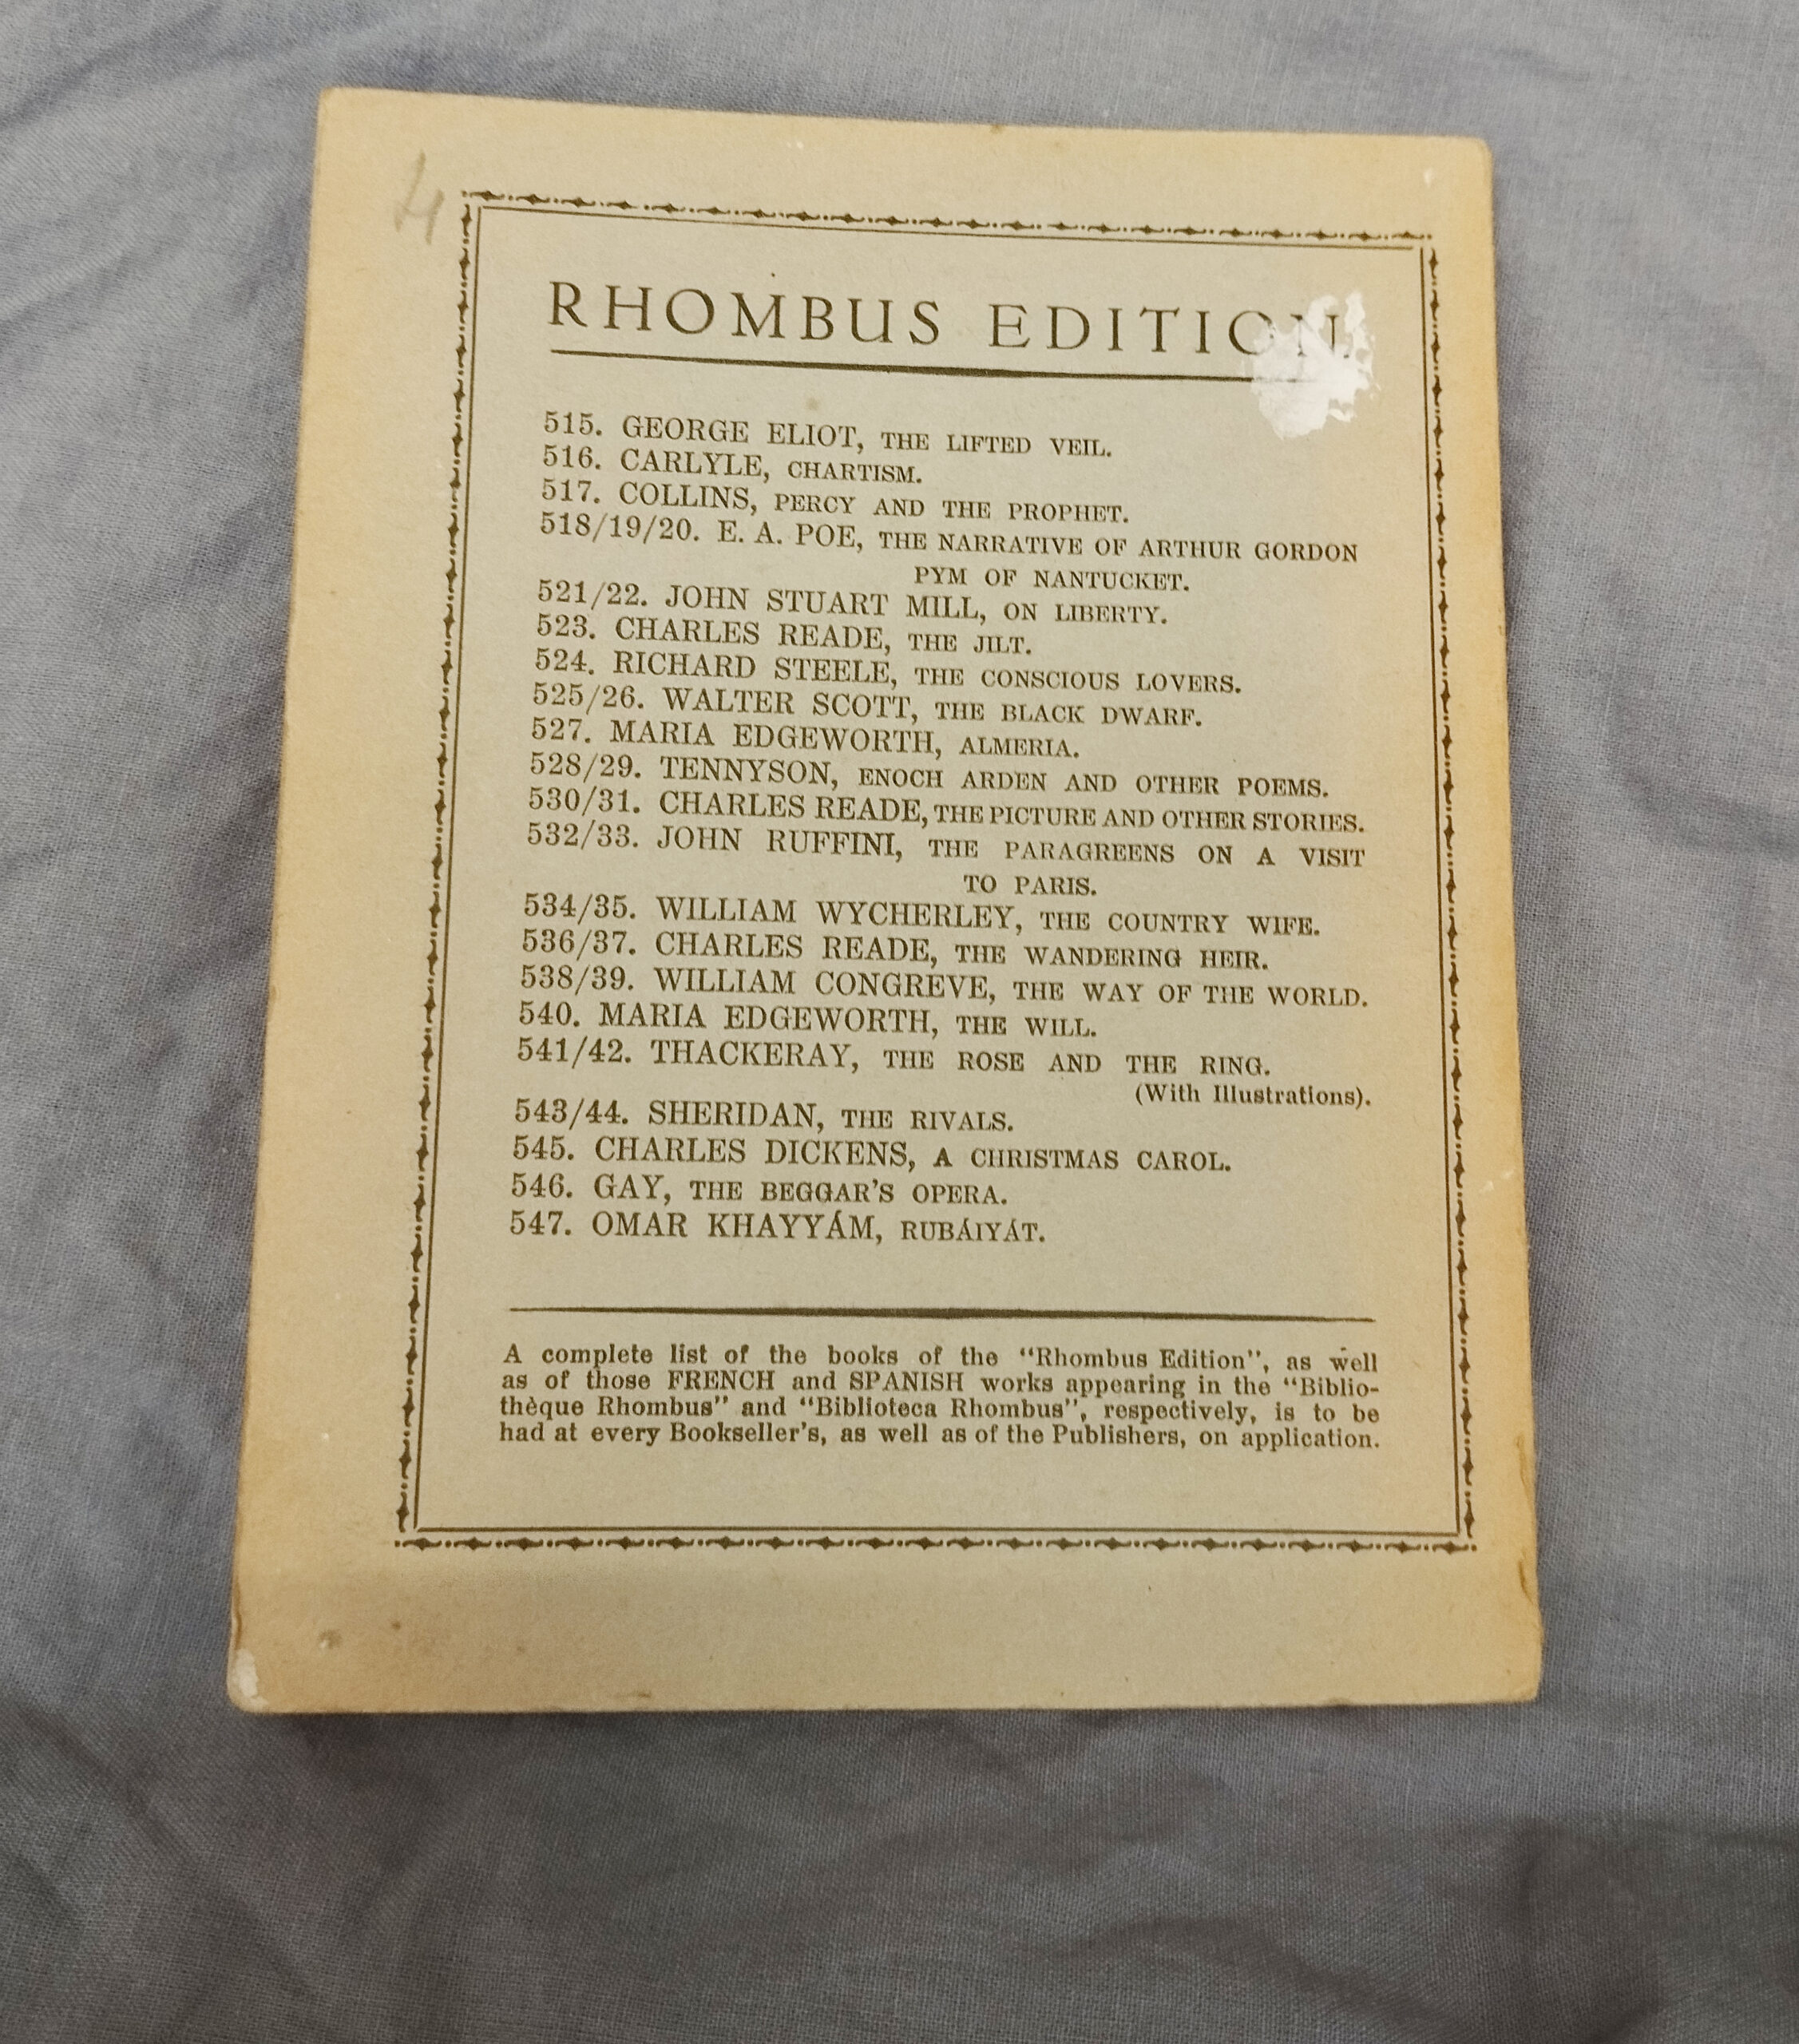 4
RHOMBUS EDITION.
515. GEORGE ELIOT, THE LIFTED VEIL.
516. CARLYLE, CHARTISM.
517. COLLINS, PERCY AND THE PROPHET.
518/19/20. E. A. POE, THE NARRATIVE OF ARTHUR GORDON
PYM OF NANTUCKET.
521/22. JOHN STUART MILL, ON LIBERTY.
523. CHARLES READE, THE JILT.
524. RICHARD STEELE, THE CONSCIOUS LOVERS.
525/26. WALTER SCOTT, THE BLACK DWARF.
527. MARIA EDGEWORTH, ALMERIA.
528/29. TENNYSON, ENOCH ARDEN AND OTHER POEMS.
530/31. CHARLES READE, THE PICTURE AND OTHER STORIES.
532/33. JOHN RUFFINI, THE PARAGREENS ON A VISIT
TO PARIS.
534/35. WILLIAM WYCHERLEY, THE COUNTRY WIFE.
536/37. CHARLES READE, THE WANDERING HEIR.
538/39. WILLIAM CONGREVE, THE WAY OF THE WORLD.
540. MARIA EDGEWORTH, THE WILL.
541/42. THACKERAY, THE ROSE AND THE RING.
(With Illustrations).
543/44. SHERIDAN, THE RIVALS.
545. CHARLES DICKENS, A CHRISTMAS CAROL.
546. GAY, THE BEGGAR'S OPERA.
547. OMAR KHAYYÁM, RUBÁIYÁT.
A complete list of the books of the “Rhombus Edition”, as well
as of those FRENCH and SPANISH works appearing in the “Biblio-
thèque Rhombus” and “Biblioteca Rhombus”, respectively, is to be
had at every Bookseller's, as well as of the Publishers, on application.